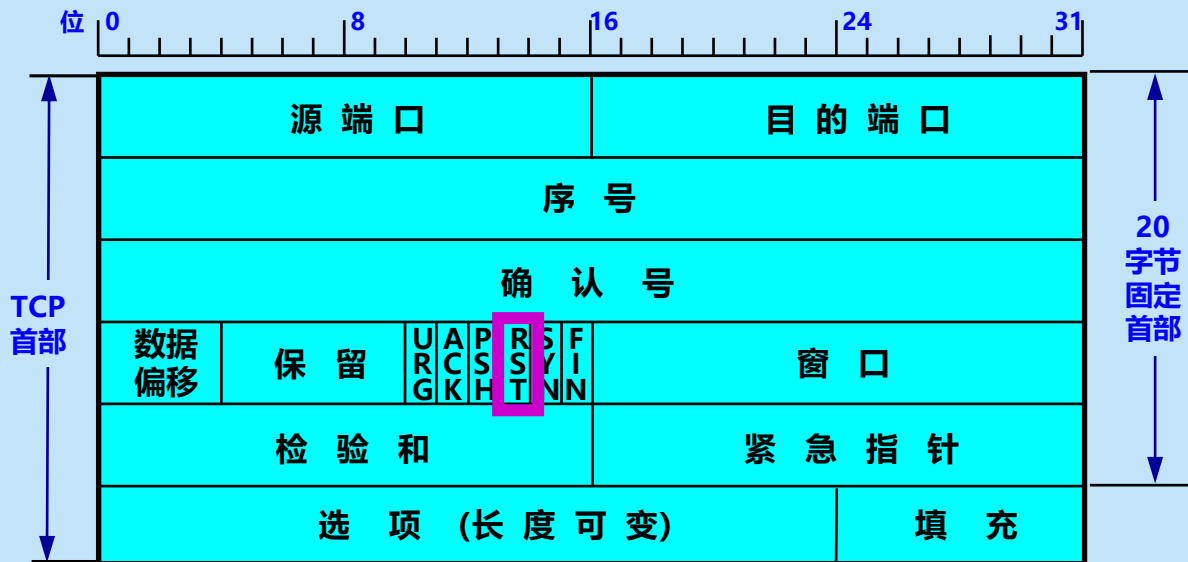 位 0 8 16 24 31
源 端 口 目 的 端 口
序 号
确 认 号
数据
偏移
保 留
URG
ACK
PSH
RST
SYN
FIN
窗 口
检 验 和 紧 急 指 针
选 项 (长 度 可 变) 填 充
TCP
首部
20
字节
固定
首部